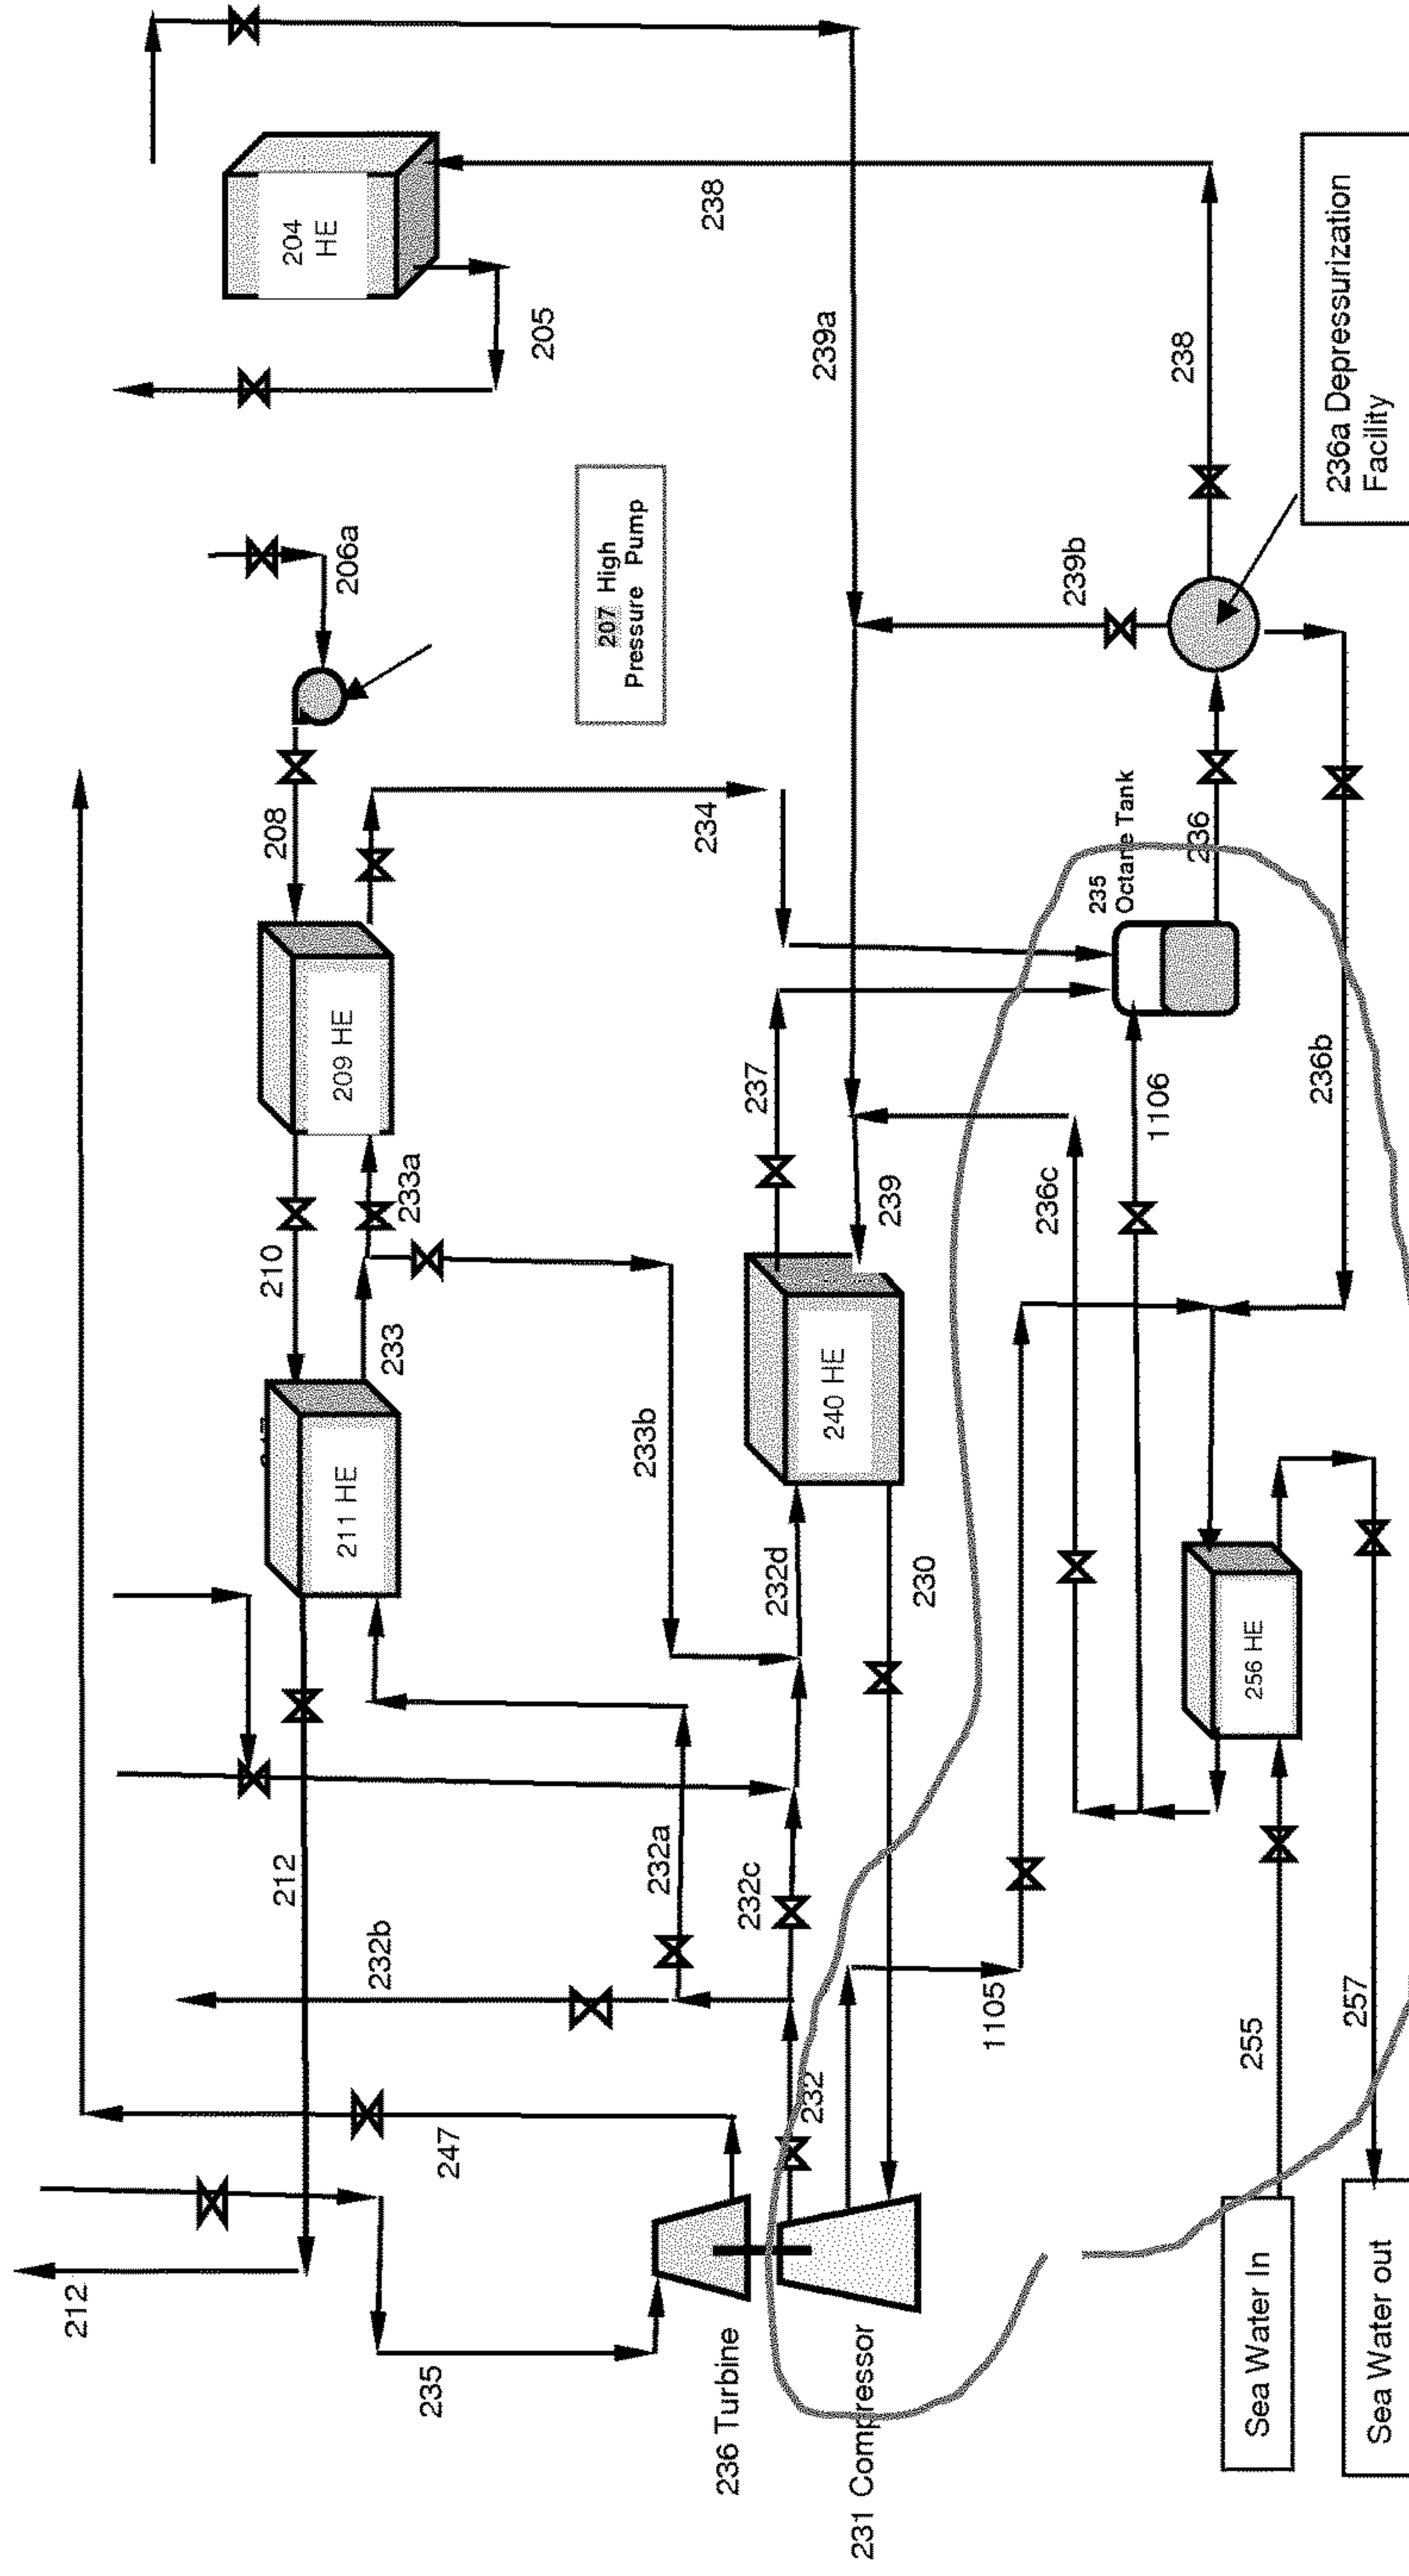 212
212
210
208
204
HE
211 HE
209 HE
206a
232b
233
233a
235
247
205
207 High
Pressure Pump
233b
232a
234
238
236 Turbine
232c
232d
237
232
240 HE
239a
231 Compressor
239
230
1105
236c
239b
235
Octane Tank
1106
238
236
255
256 HE
Sea Water In
236b
236a Depressurization
Facility
257
Sea Water out